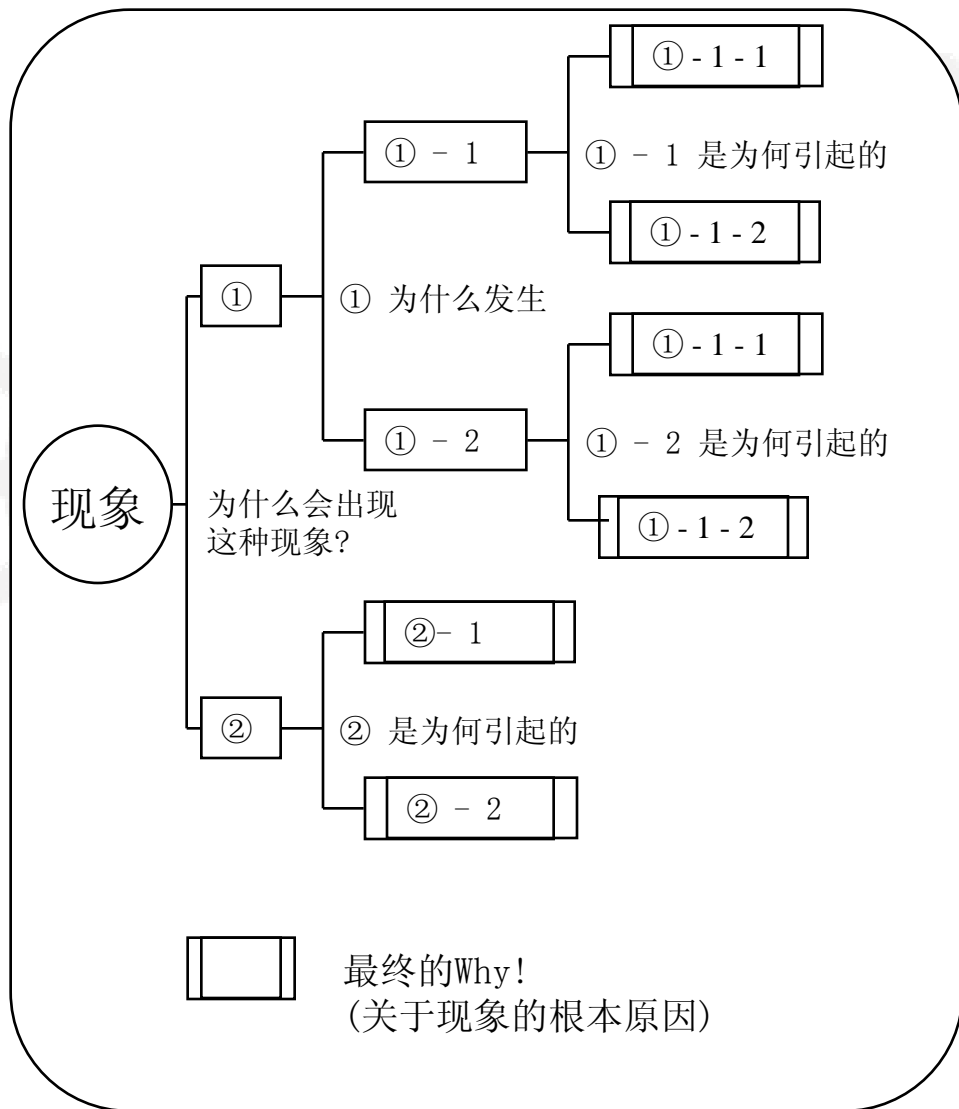 ① - 1 - 1
① - 1
① - 1 是为何引起的
① - 1 - 2
①
① 为什么发生
① - 1 - 1
① - 2
① - 2 是为何引起的
现象
为什么会出现
这种现象?
① - 1 - 2
②- 1
②
② 是为何引起的
② - 2
最终的Why!
(关于现象的根本原因)